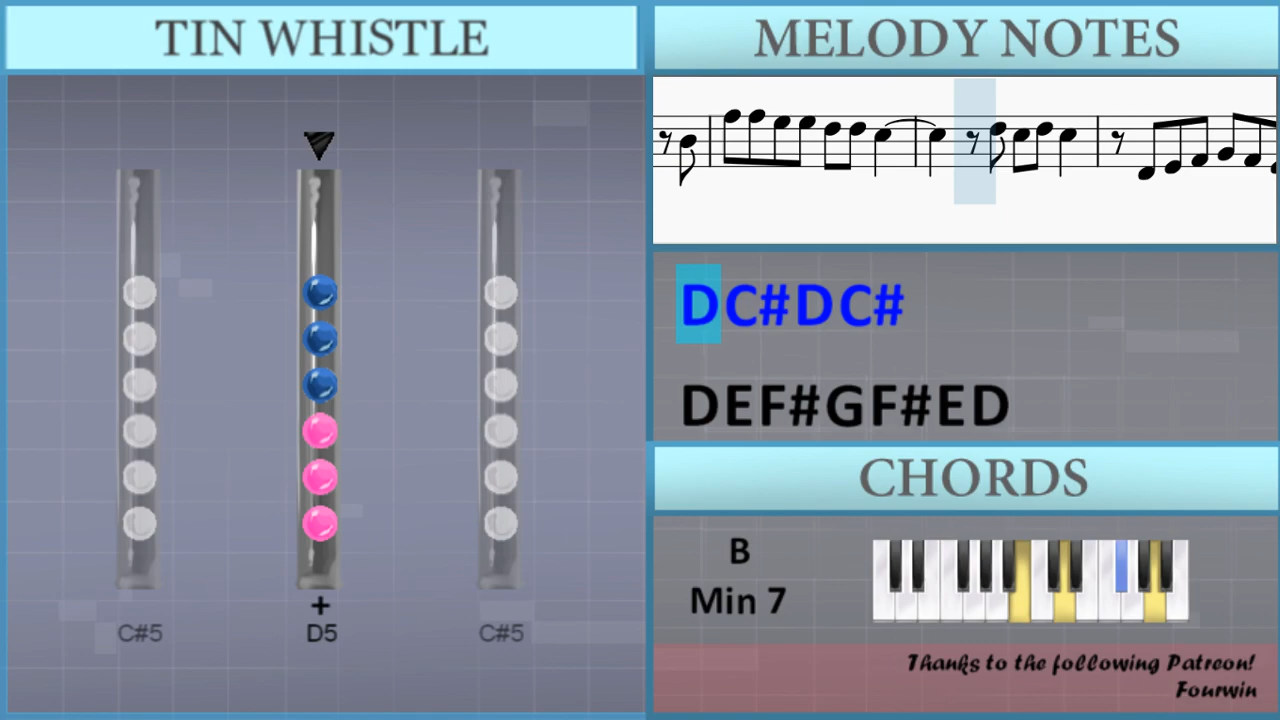 TIN WHISTLE
C#5
+
D5
C#5
MELODY NOTES
DC#DC#
DEF#GF#ED
CHORDS
B
Min 7
Thanks to the following Patreon!
Fourwin